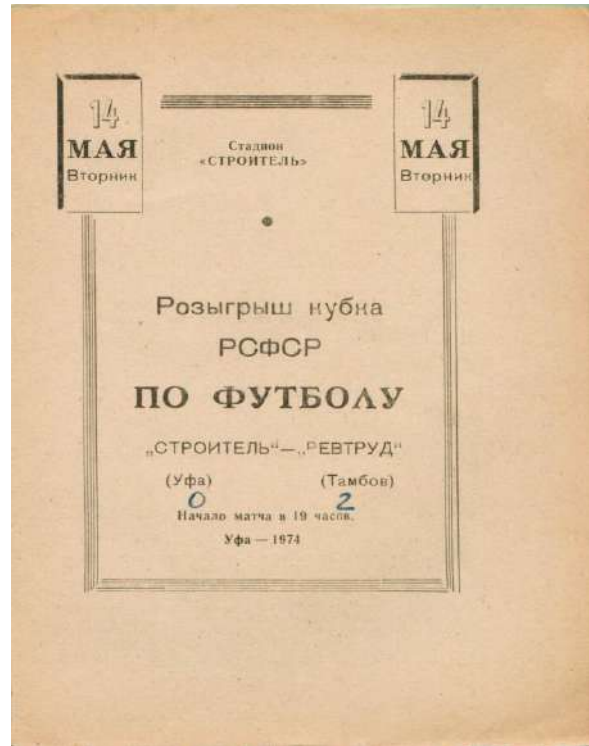 14
МАЯ
Вторник
14
МАЯ
Вторник
Стадион
«СТРОИТЕЛЬ»
Розыгрыш кубка
РСФСР
ПО ФУТБОЛУ
„СТРОИТЕЛЬ“—„РЕВТРУД“
(Уфа) (Тамбов)
0 2
Начало матча в 19 часов.
Уфа — 1974